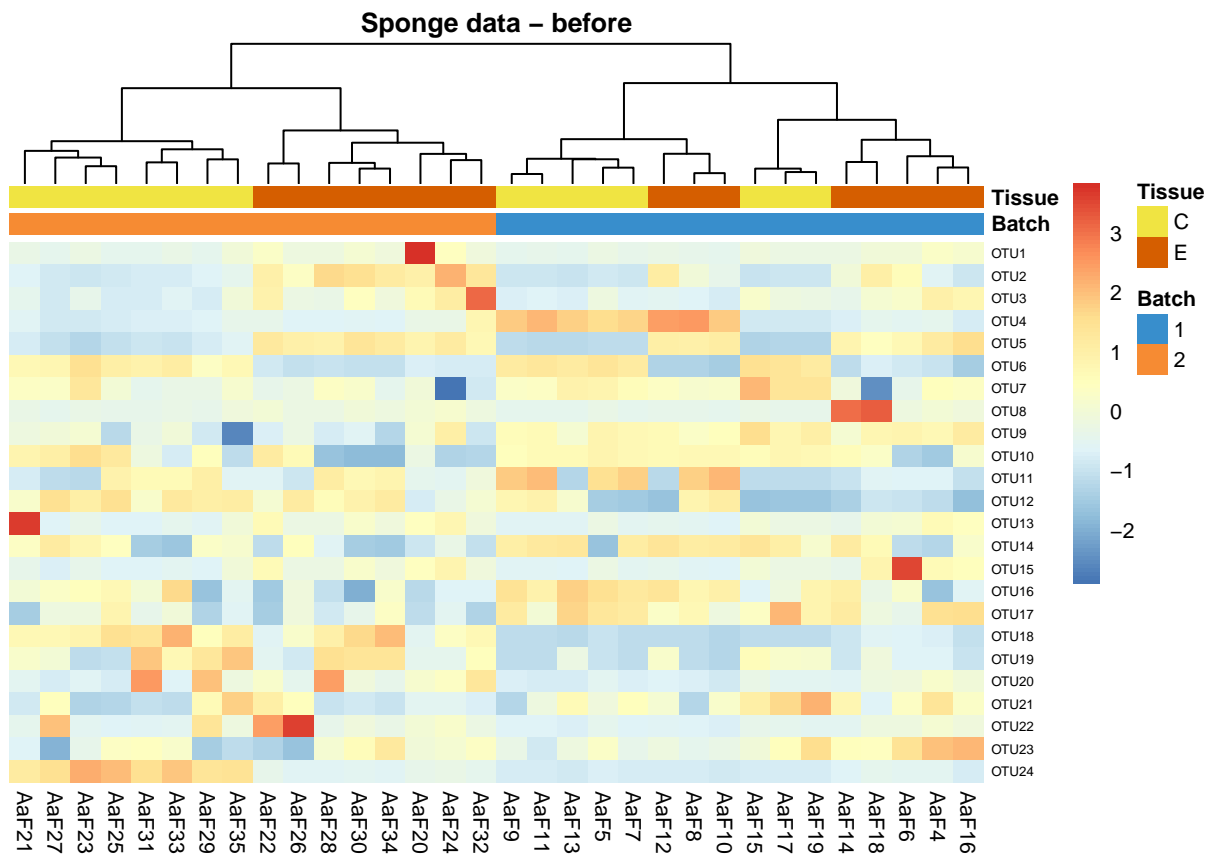 Sponge data – before
Tissue
Batch
OTU1
OTU2
OTU3
OTU4
OTU5
OTU6
OTU7
OTU8
OTU9
OTU10
OTU11
OTU12
OTU13
OTU14
OTU15
OTU16
OTU17
OTU18
OTU19
OTU20
OTU21
OTU22
OTU23
OTU24
AaF21
AaF27
AaF23
AaF25
AaF31
AaF33
AaF29
AaF35
AaF22
AaF26
AaF28
AaF30
AaF34
AaF20
AaF24
AaF32
AaF9
AaF11
AaF13
AaF5
AaF7
AaF12
AaF8
AaF10
AaF15
AaF17
AaF19
AaF14
AaF18
AaF6
AaF4
AaF16
3
2
1
0
−1
−2
Tissue
C
E
Batch
1
2